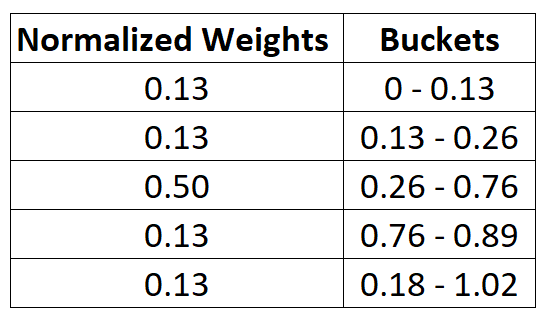 Normalized Weights Buckets
0.13 0 - 0.13
0.13 0.13 - 0.26
0.50 0.26 - 0.76
0.13 0.76 - 0.89
0.13 0.18 - 1.02